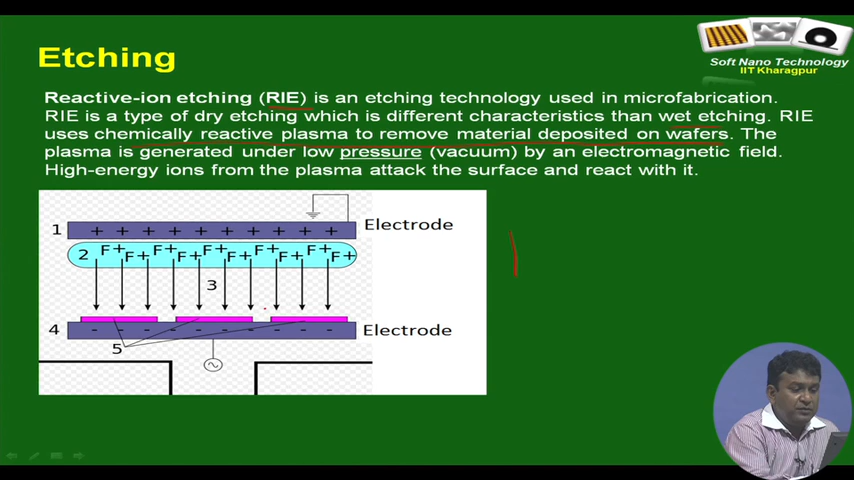 Etching
Soft Nano Technology
IIT Kharagpur
Reactive-ion etching (RIE) is an etching technology used in microfabrication.
RIE is a type of dry etching which is different characteristics than wet etching. RIE
uses chemically reactive plasma to remove material deposited on wafers. The
plasma is generated under low pressure (vacuum) by an electromagnetic field.
High-energy ions from the plasma attack the surface and react with it.
1 + + + + + + + + + + Electrode
2 F+ F+ F+ F+ F+ F+ F+ F+ F+ F+
3
4 - - - - - - - - - - Electrode
5